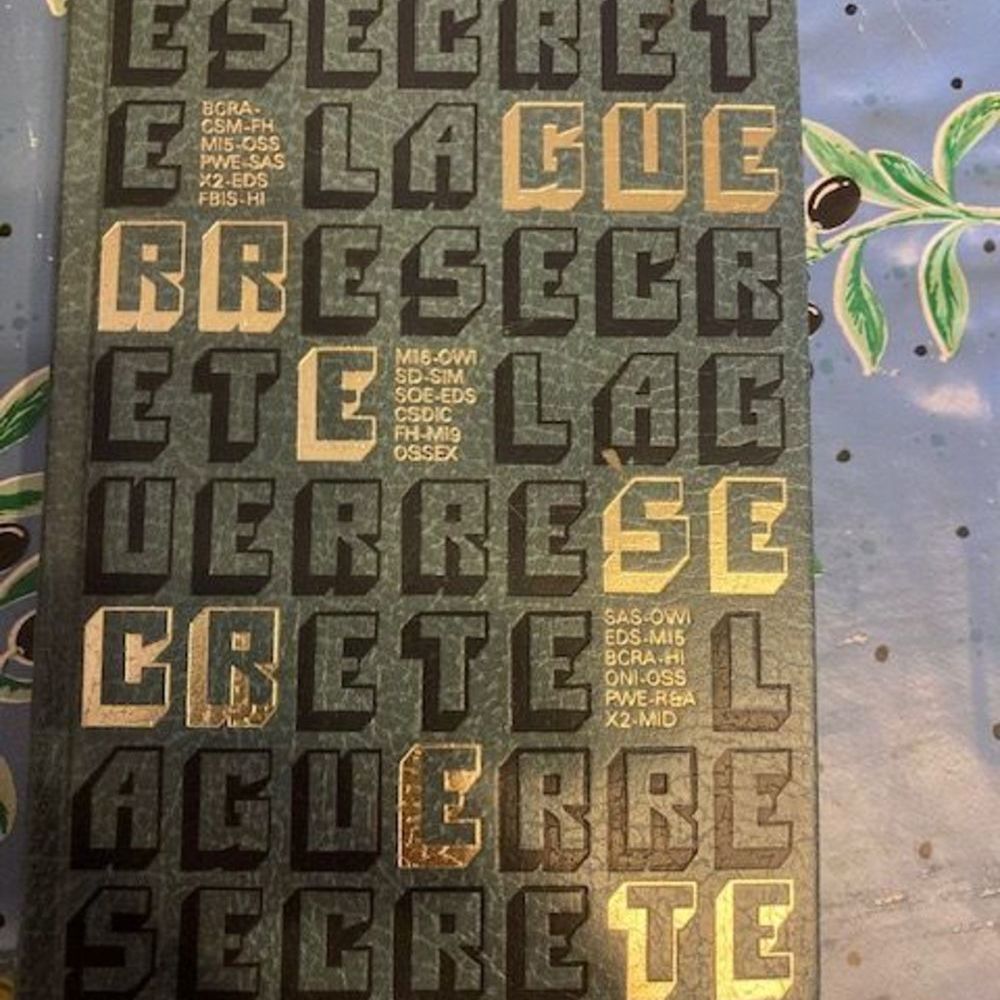 ESECRET
E BCRA- LAGUE
CSM-FH
MI5-OSS
PWE-SAS
X2-EDS
FBIS-HI
RRESECR
ETE MI6-OWI LAG
SD-SIM
SOE-EDS
CSDIC
FH-MI9
OSSEX
UERRESE
CRETE SAS-OWI L
EDS-MI5
BCRA-HI
ONI-OSS
PWE-R&A
X2-MID
AGUERRE
SECRETE